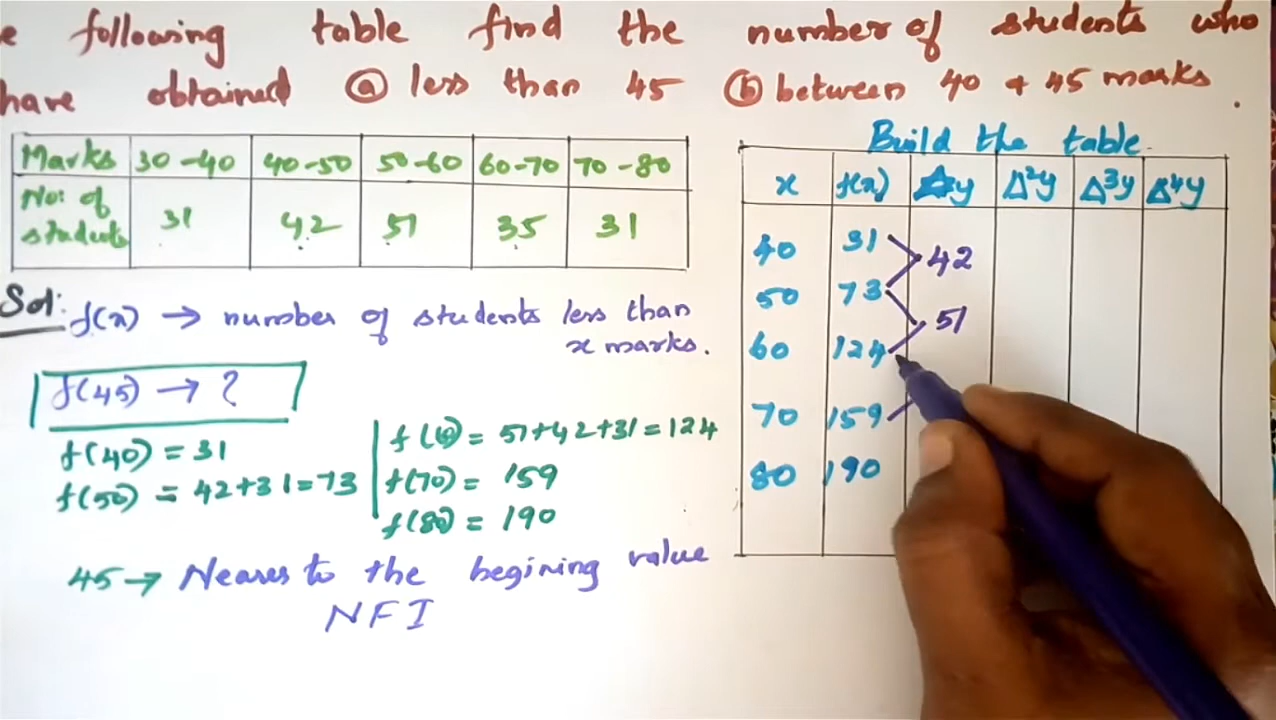 e following table find the number of students who
have obtained ⓐ less than 45 ⓑ between 40 & 45 marks.
Marks 30-40 40-50 50-60 60-70 70-80
No: of students 31 42 51 35 31
Sol: f(x) → number of students less than
x marks.
f(45) → ?
f(40) = 31
f(50) = 42+31=73
f(60) = 51+42+31=124
f(70) = 159
f(80) = 190
45 → Neares to the begining value
NFI
Build the table
x f(x) Δy Δ²y Δ³y Δ⁴y
40 31
42
50 73
51
60 124
70 159
80 190